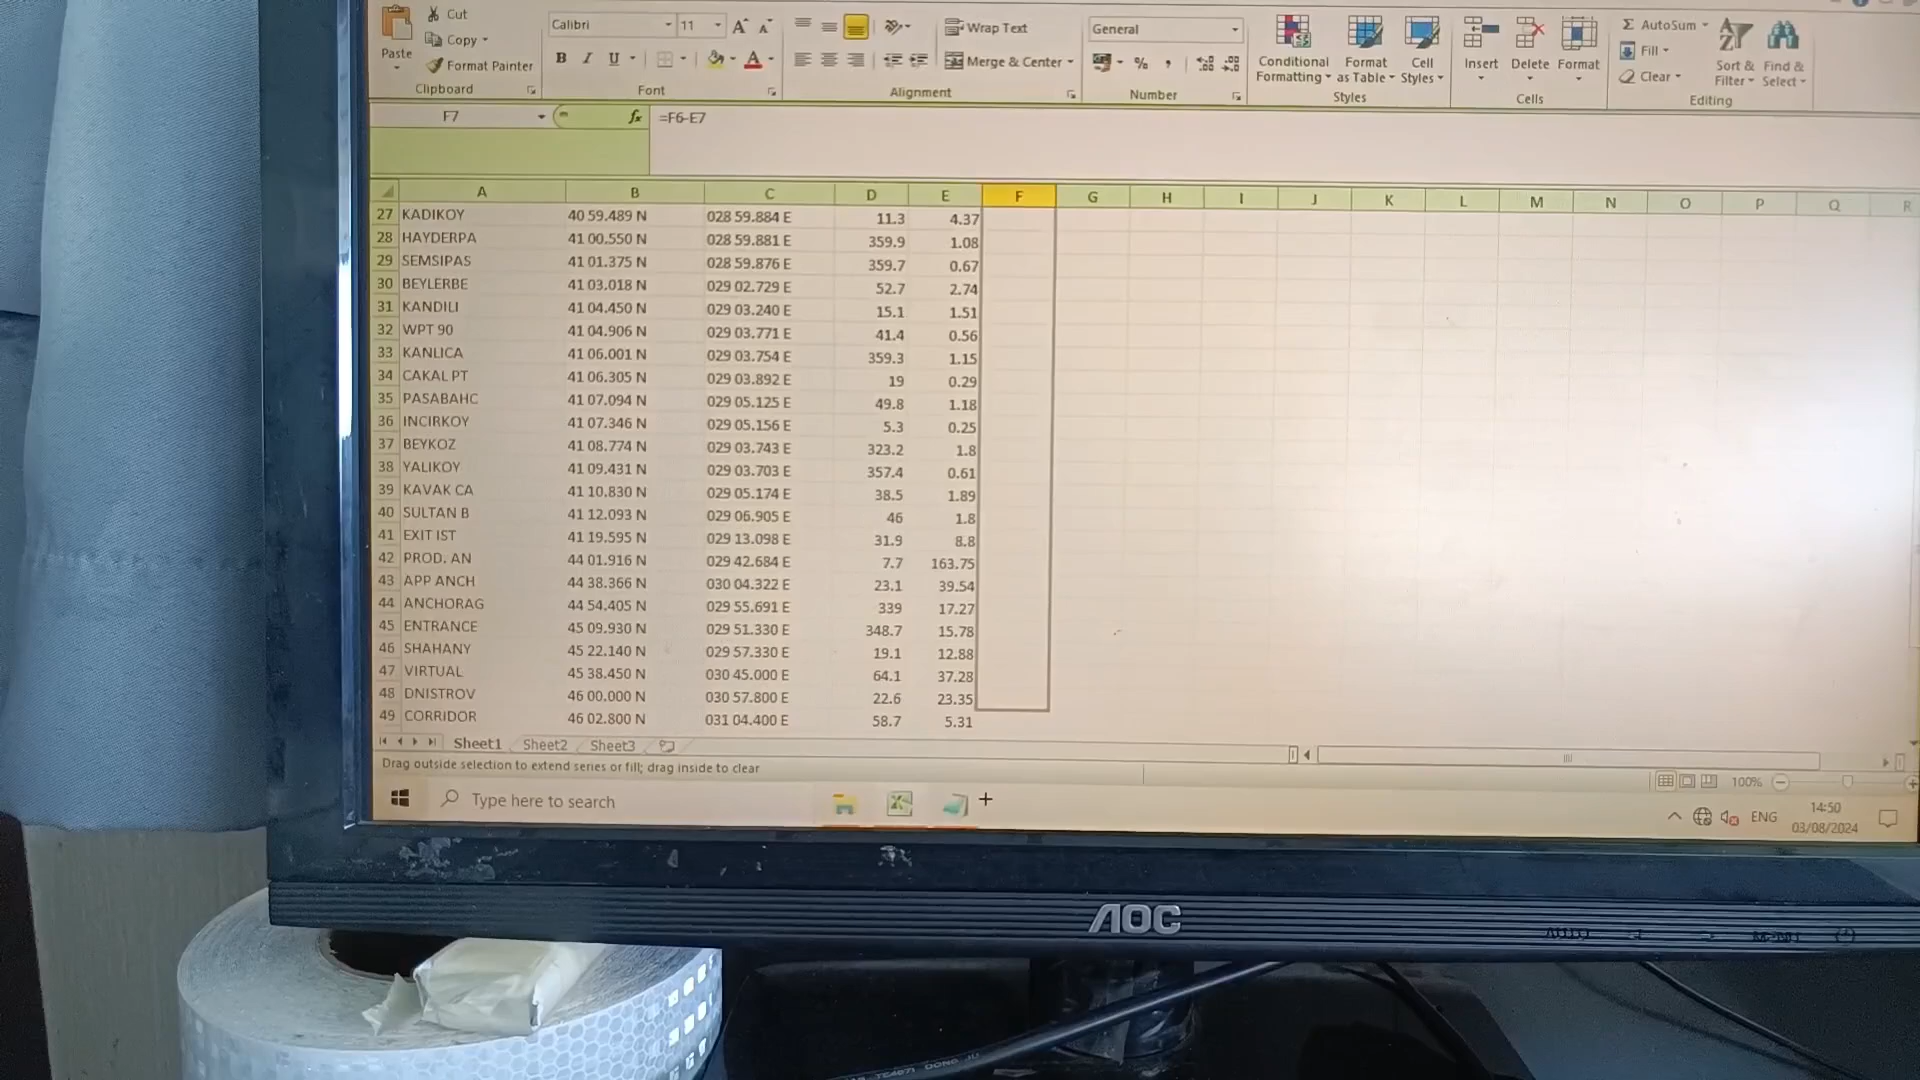 Cut
Copy
Format Painter
Paste
Clipboard
Calibri 11
B I U
Font
Wrap Text
Merge & Center
Alignment
General
%
Number
Conditional Formatting
Format as Table
Cell Styles
Styles
Insert
Delete
Format
Cells
Σ AutoSum
Fill
Clear
Sort & Filter
Find & Select
Editing
F7 fx =F6-E7
A B C D E F G H I J K L M N O P Q R
27 KADIKOY 40 59.489 N 028 59.884 E 11.3 4.37
28 HAYDERPA 41 00.550 N 028 59.881 E 359.9 1.08
29 SEMSIPAS 41 01.375 N 028 59.876 E 359.7 0.67
30 BEYLERBE 41 03.018 N 029 02.729 E 52.7 2.74
31 KANDILI 41 04.450 N 029 03.240 E 15.1 1.51
32 WPT 90 41 04.906 N 029 03.771 E 41.4 0.56
33 KANLICA 41 06.001 N 029 03.754 E 359.3 1.15
34 CAKAL PT 41 06.305 N 029 03.892 E 19 0.29
35 PASABAHC 41 07.094 N 029 05.125 E 49.8 1.18
36 INCIRKOY 41 07.346 N 029 05.156 E 5.3 0.25
37 BEYKOZ 41 08.774 N 029 03.743 E 323.2 1.8
38 YALIKOY 41 09.431 N 029 03.703 E 357.4 0.61
39 KAVAK CA 41 10.830 N 029 05.174 E 38.5 1.89
40 SULTAN B 41 12.093 N 029 06.905 E 46 1.8
41 EXIT IST 41 19.595 N 029 13.098 E 31.9 8.8
42 PROD. AN 44 01.916 N 029 42.684 E 7.7 163.75
43 APP ANCH 44 38.366 N 030 04.322 E 23.1 39.54
44 ANCHORAG 44 54.405 N 029 55.691 E 339 17.27
45 ENTRANCE 45 09.930 N 029 51.330 E 348.7 15.78
46 SHAHANY 45 22.140 N 029 57.330 E 19.1 12.88
47 VIRTUAL 45 38.450 N 030 45.000 E 64.1 37.28
48 DNISTROV 46 00.000 N 030 57.800 E 22.6 23.35
49 CORRIDOR 46 02.800 N 031 04.400 E 58.7 5.31
Sheet1 Sheet2 Sheet3
Drag outside selection to extend series or fill; drag inside to clear
100%
Type here to search
ENG
14:50
03/08/2024
AOC